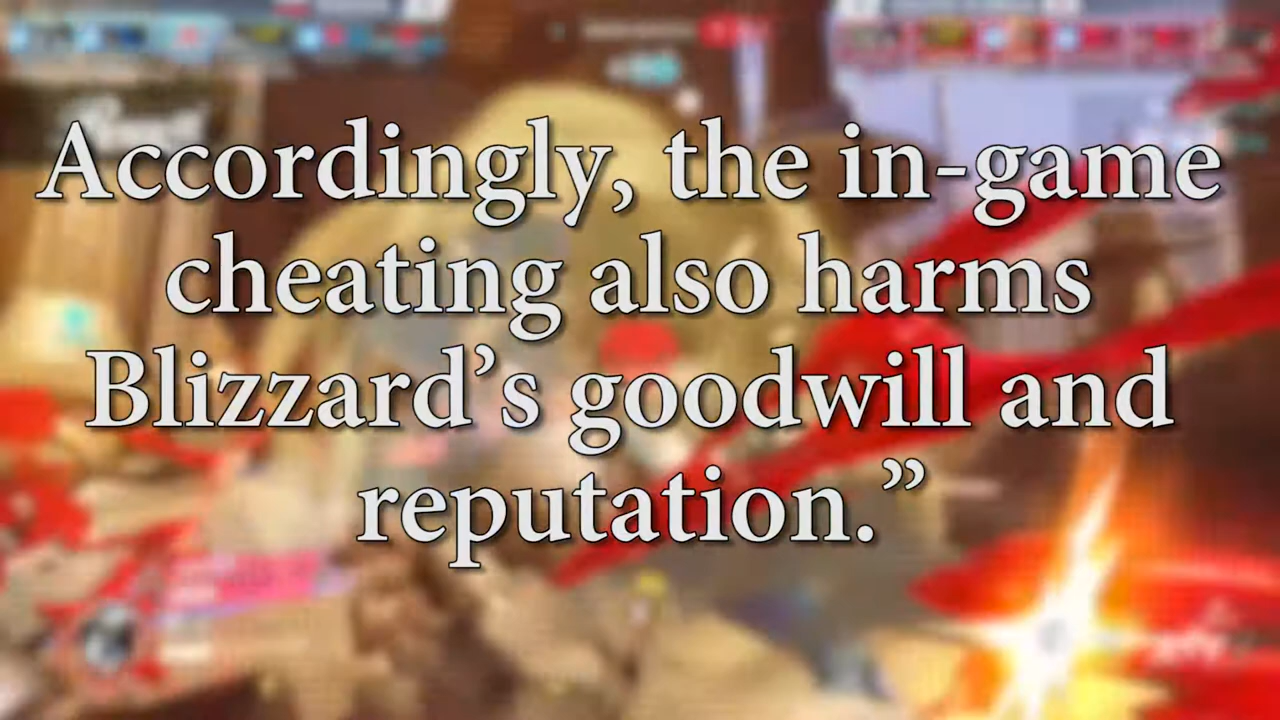 Accordingly, the in-game
cheating also harms
Blizzard’s goodwill and
reputation.”